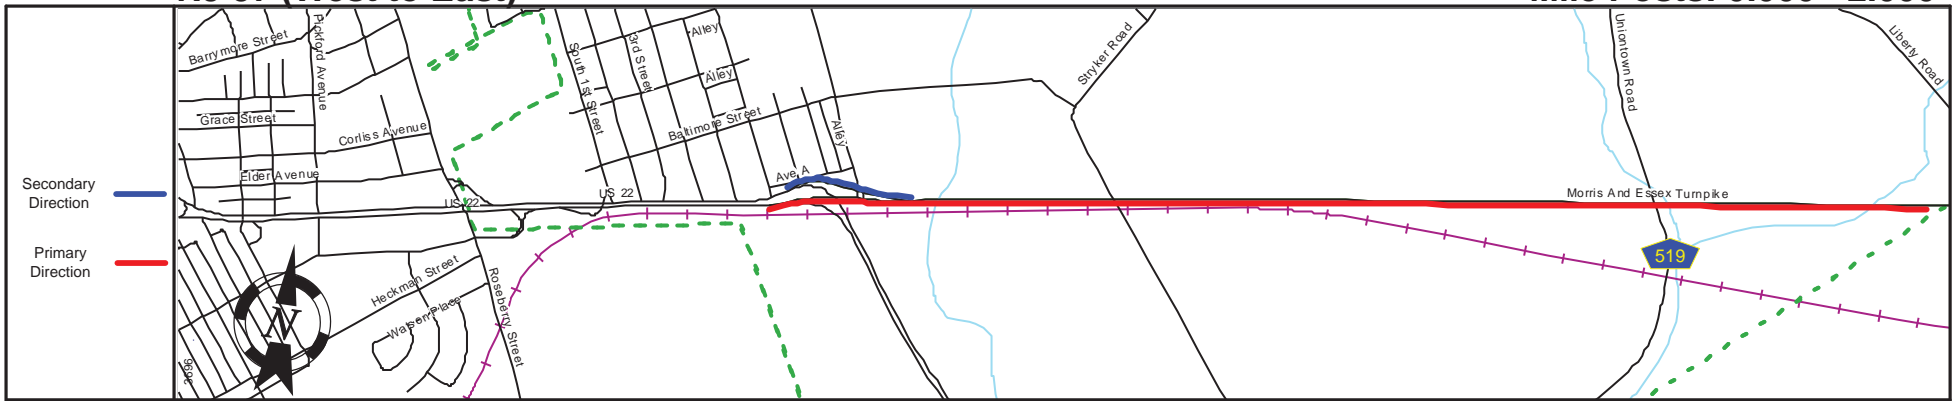 Barrymore Street
Pickford Avenue
Grace Street
Corliss Avenue
Elder Avenue
US 22
South 1st Street
3rd Street
Alley
Alley
Baltimore Street
Alley
Ave A
US 22
Stryker Road
Uniontown Road
Liberty Road
Morris And Essex Turnpike
519
Secondary
Direction
Primary
Direction
Heckman Street
Watson Place
Roseberry Street
N